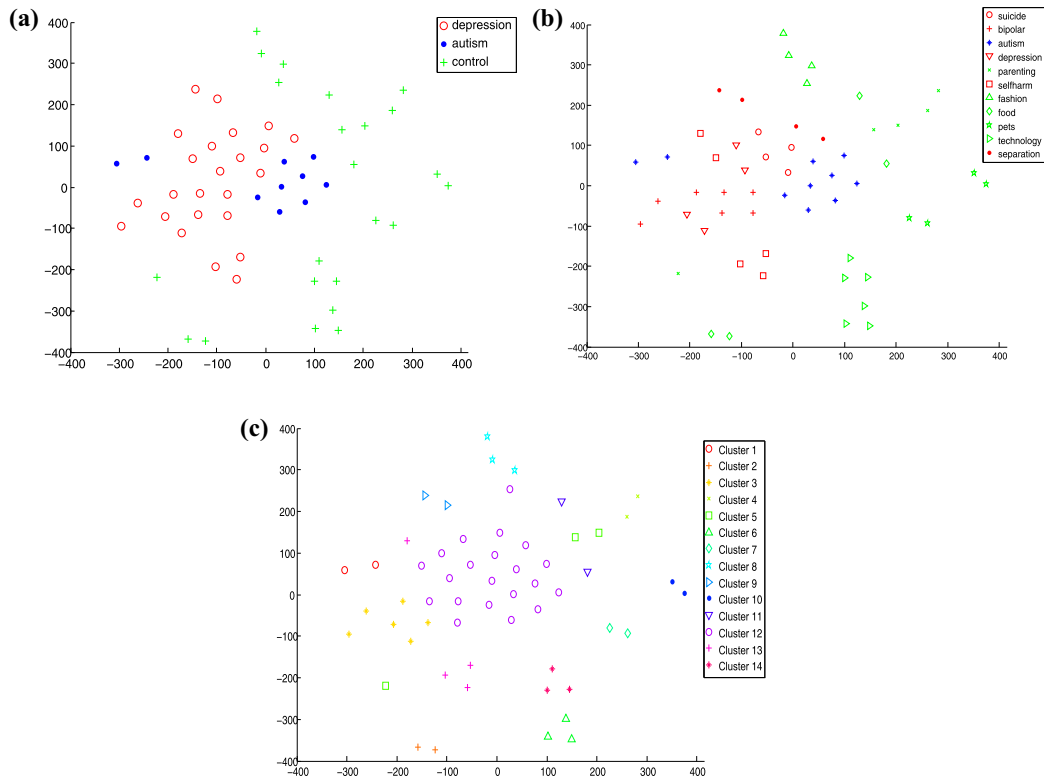 (a)
depression
autism
control
400
300
200
100
0
−100
−200
−300
−400
−400 −300 −200 −100 0 100 200 300 400
(b)
suicide
bipolar
autism
depression
parenting
selfharm
fashion
food
pets
technology
separation
400
300
200
100
0
−100
−200
−300
−400
−400 −300 −200 −100 0 100 200 300 400
(c)
Cluster 1
Cluster 2
Cluster 3
Cluster 4
Cluster 5
Cluster 6
Cluster 7
Cluster 8
Cluster 9
Cluster 10
Cluster 11
Cluster 12
Cluster 13
Cluster 14
400
300
200
100
0
−100
−200
−300
−400
−400 −300 −200 −100 0 100 200 300 400